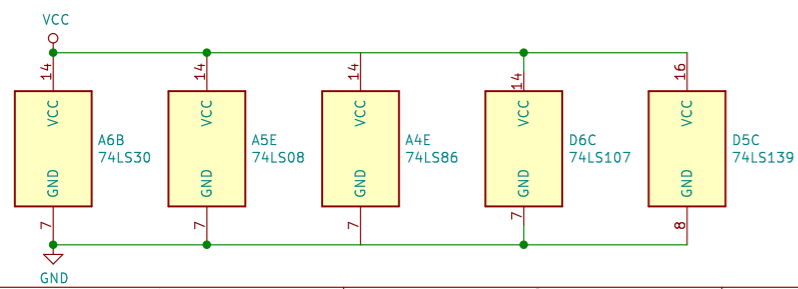 VCC
14
14
14
14
16
VCC
VCC
VCC
VCC
VCC
A6B
74LS30
A5E
74LS08
A4E
74LS86
D6C
74LS107
D5C
74LS139
GND
GND
GND
GND
GND
7
7
7
7
8
GND